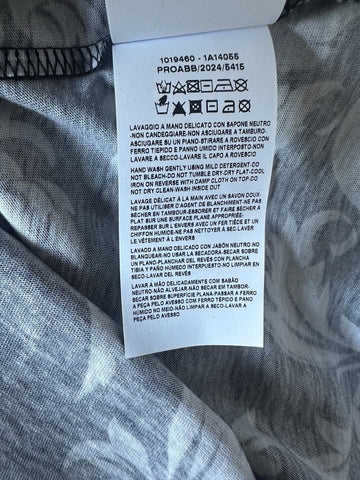 1019460 - 1A14055
PROABB/2024/5415
LAVAGGIO A MANO DELICATO CON SAPONE NEUTRO
-NON CANDEGGIARE-NON ASCIUGARE A TAMBURO-
ASCIUGARE SU UN PIANO-STIRARE A ROVESCIO CON
FERRO TIEPIDO E PANNO UMIDO INTERPOSTO-NON
LAVARE A SECCO-LAVARE IL CAPO A ROVESCIO
HAND WASH GENTLY USING MILD DETERGENT-DO
NOT BLEACH-DO NOT TUMBLE DRY-DRY FLAT-COOL
IRON ON REVERSE WITH DAMP CLOTH ON TOP-DO
NOT DRY CLEAN-WASH INSIDE OUT
LAVAGE DÉLICAT À LA MAIN AVEC UN SAVON DOUX-
NE PAS UTILIZER D'AGENT DE BLANCHIMENT-NE PAS
SÉCHER EN TAMBOUR-ESSORER ET FAIRE SÉCHER À
PLAT SUR UNE SURFACE PLANE APPROPRIÉE-
REPASSER SUR L'ENVERS AVEC UN FER TIÈDE ET UN
CHIFFON HUMIDE-NE PAS NETTOYER À SEC-LAVER
LE VÊTEMENT À L'ENVERS
LAVADO A MANO DELICADO CON JABÓN NEUTRO-NO
BLANQUEAR-NO USAR LA SECADORA-SECAR SOBRE
UN PLANO-PLANCHAR DEL REVÉS CON PLANCHA
TIBIA Y PAÑO HÚMEDO INTERPUESTO-NO LIMPIAR EN
SECO-LAVAR DEL REVÉS
LAVAR À MÃO DELICADAMENTE COM SABÃO
NEUTRO-NÃO ALVEJAR-NÃO SECAR EM TAMBOR-
SECAR SOBRE SUPERFÍCIE PLANA-PASSAR A FERRO
DO AVESSO COM FERRO TÉPIDO E PANO
HÚMIDO NO MEIO-NÃO LIMPAR A SECO-LAVAR A
PEÇA PELO AVESSO